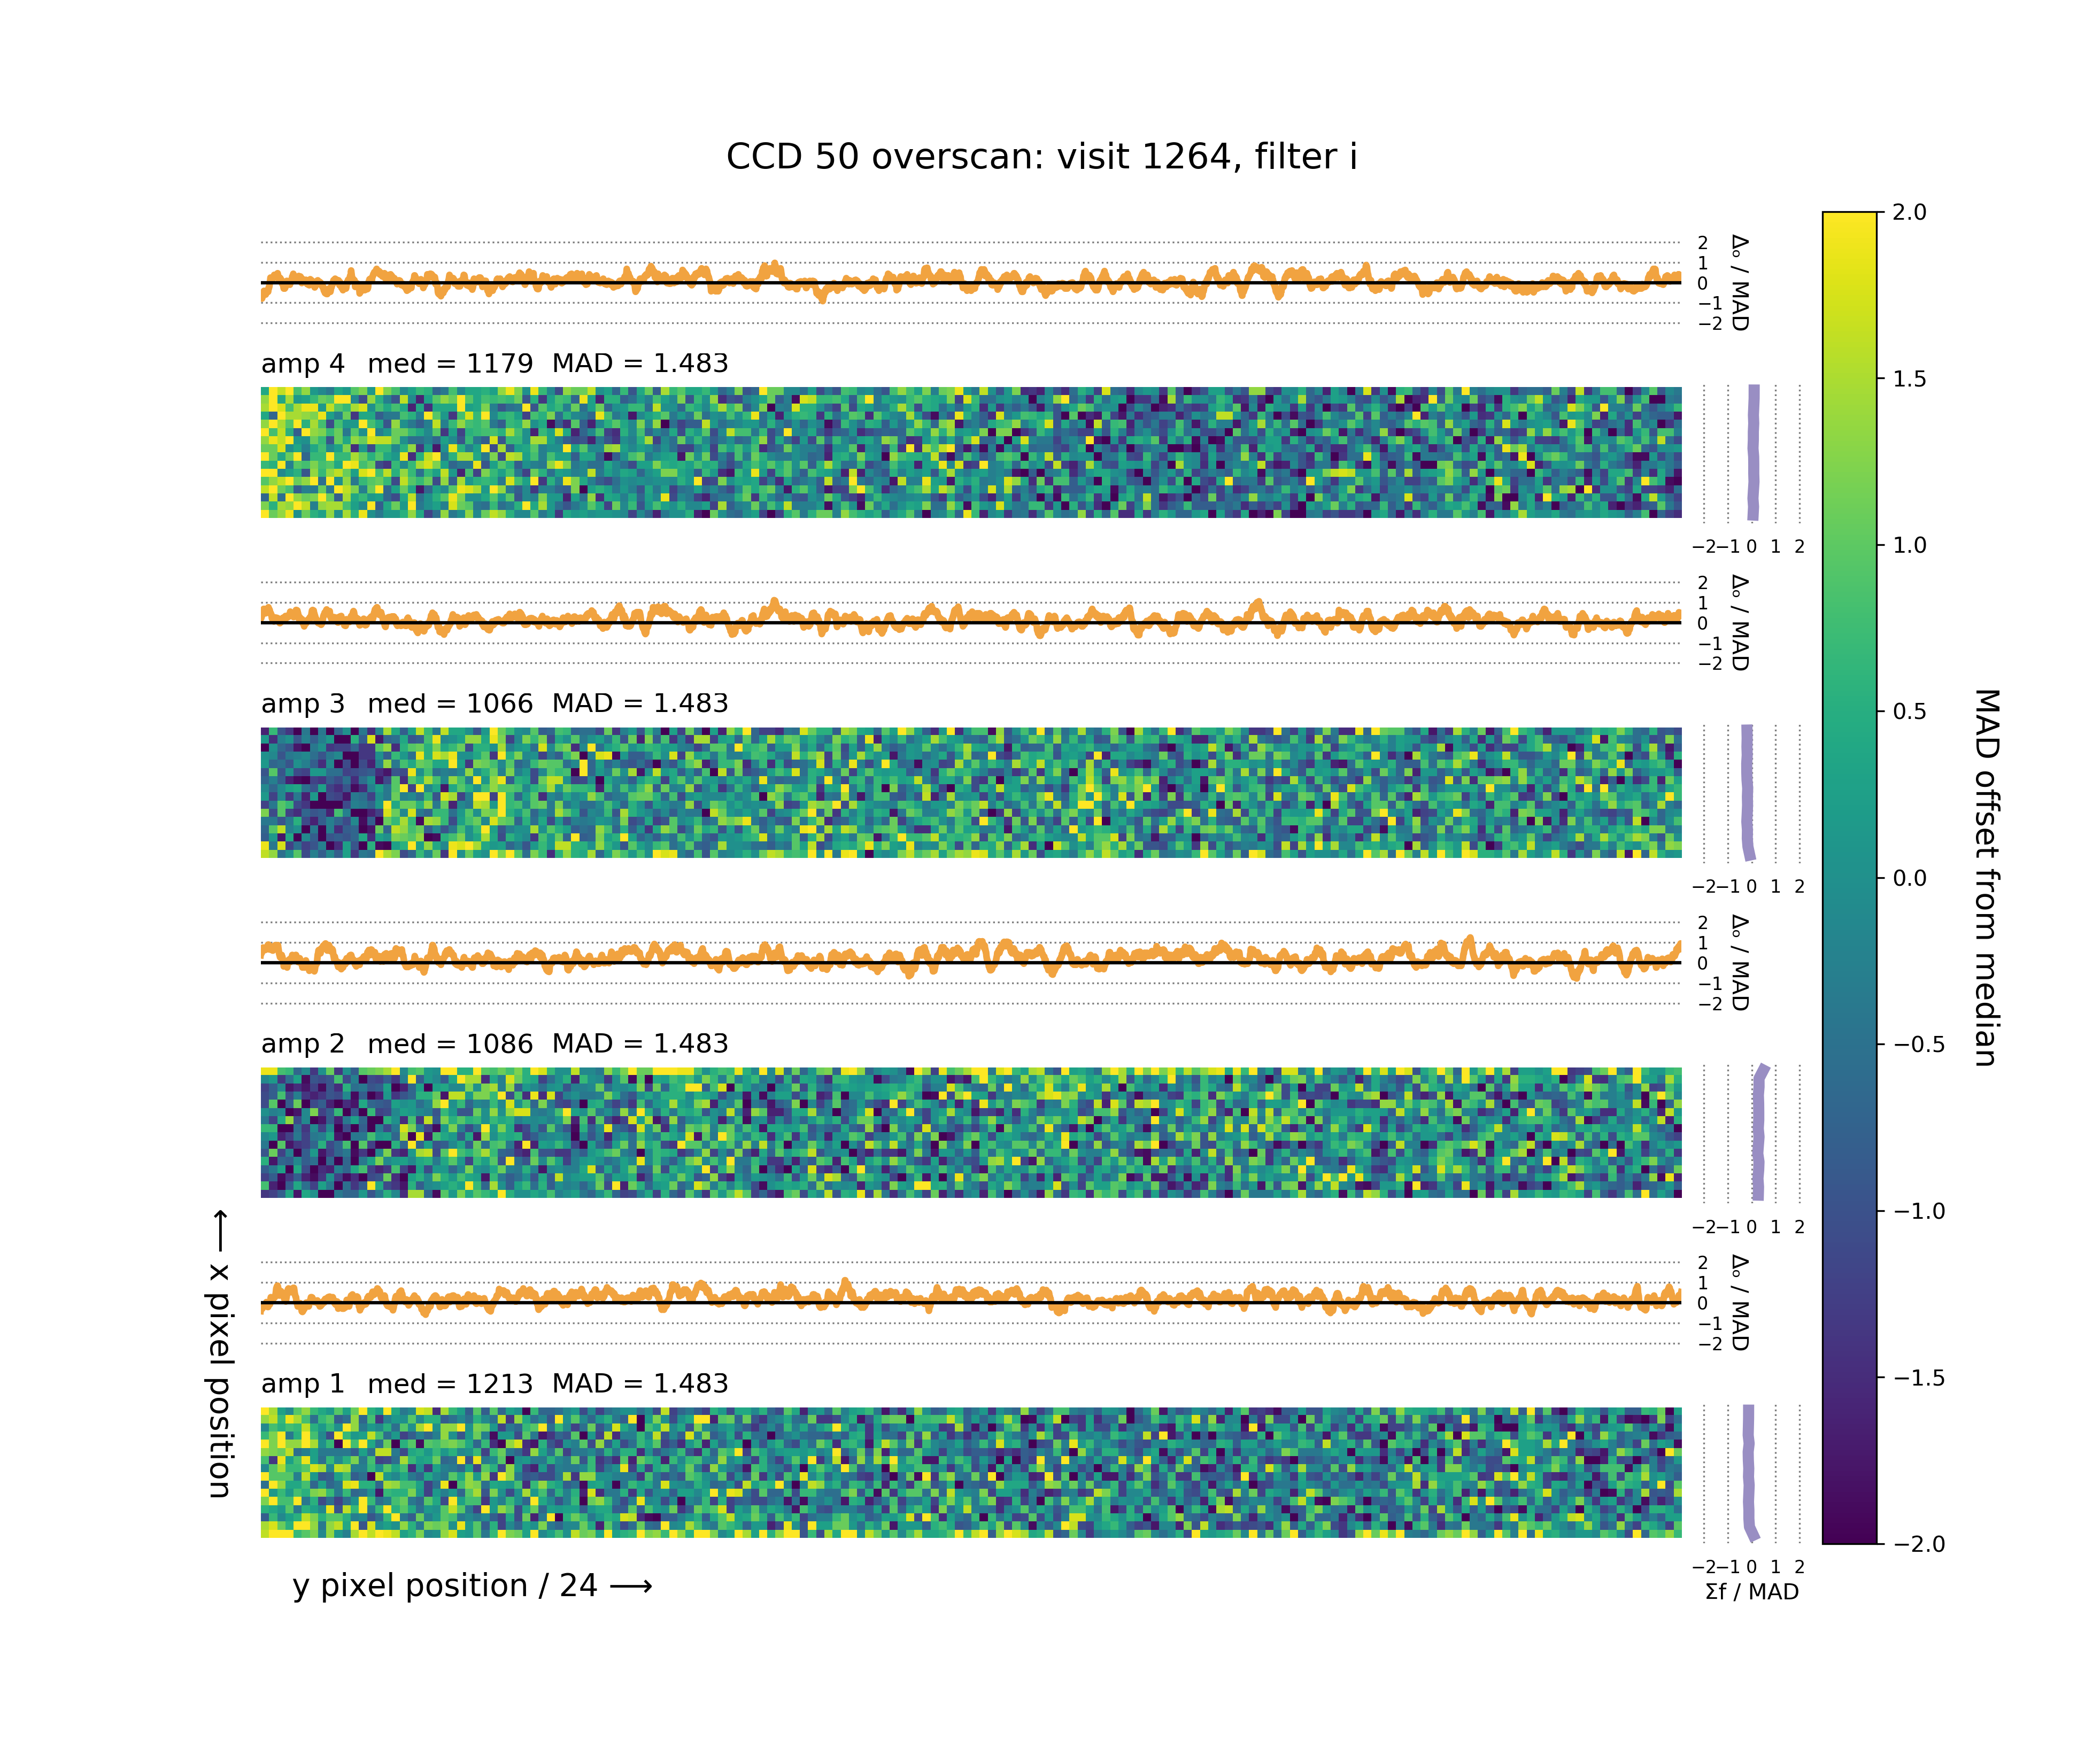 CCD 50 overscan: visit 1264, filter i
2
1
0
−1
−2
Δₒ / MAD
amp 4 med = 1179 MAD = 1.483
−2 −1 0 1 2
2
1
0
−1
−2
Δₒ / MAD
amp 3 med = 1066 MAD = 1.483
−2 −1 0 1 2
2
1
0
−1
−2
Δₒ / MAD
amp 2 med = 1086 MAD = 1.483
−2 −1 0 1 2
2
1
0
−1
−2
Δₒ / MAD
amp 1 med = 1213 MAD = 1.483
−2 −1 0 1 2
Σf / MAD
y pixel position / 24 ⟶
⟵ x pixel position
2.0
1.5
1.0
0.5
0.0
−0.5
−1.0
−1.5
−2.0
MAD offset from median